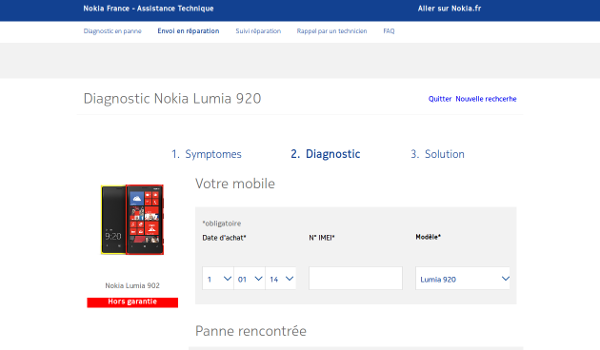 Nokia France - Assistance Technique
Aller sur Nokia.fr
Diagnostic en panne Envoi en réparation Suivi réparation Rappel par un technicien FAQ
Diagnostic Nokia Lumia 920
Quitter Nouvelle rechcerhe
1. Symptomes 2. Diagnostic 3. Solution
Votre mobile
*obligatoire
Date d'achat* N° IMEI* Modèle*
9:20
1 01 14 Lumia 920
Nokia Lumia 902
Hors garantie
Panne rencontrée